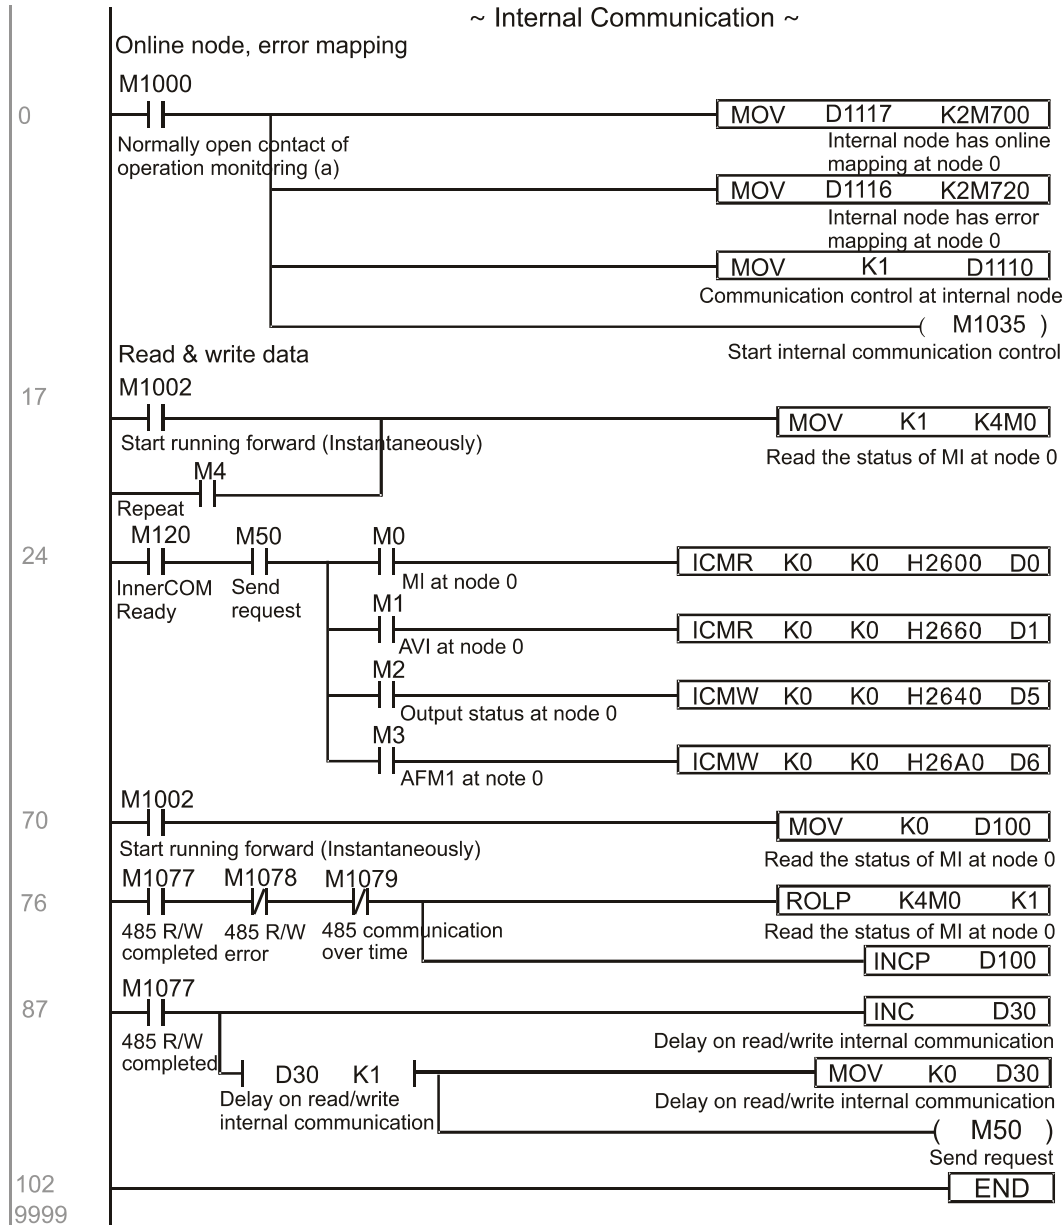 ~ Internal Communication ~
Online node, error mapping
M1000
0
MOV D1117 K2M700
Normally open contact of
operation monitoring (a)
Internal node has online
mapping at node 0
MOV D1116 K2M720
Internal node has error
mapping at node 0
MOV K1 D1110
Communication control at internal node
( M1035 )
Start internal communication control
Read & write data
M1002
17
MOV K1 K4M0
Start running forward (Instantaneously)
Read the status of MI at node 0
M4
Repeat
M120 M50 M0
24
ICMR K0 K0 H2600 D0
InnerCOM
Ready
Send
request
MI at node 0
M1
ICMR K0 K0 H2660 D1
AVI at node 0
M2
ICMW K0 K0 H2640 D5
Output status at node 0
M3
ICMW K0 K0 H26A0 D6
AFM1 at note 0
M1002
70
MOV K0 D100
Start running forward (Instantaneously)
Read the status of MI at node 0
M1077 M1078 M1079
76
ROLP K4M0 K1
485 R/W
completed
485 R/W
error
485 communication
over time
Read the status of MI at node 0
INCP D100
M1077
87
INC D30
485 R/W
completed
Delay on read/write internal communication
D30 K1
MOV K0 D30
Delay on read/write
internal communication
Delay on read/write internal communication
( M50 )
Send request
102
END
9999